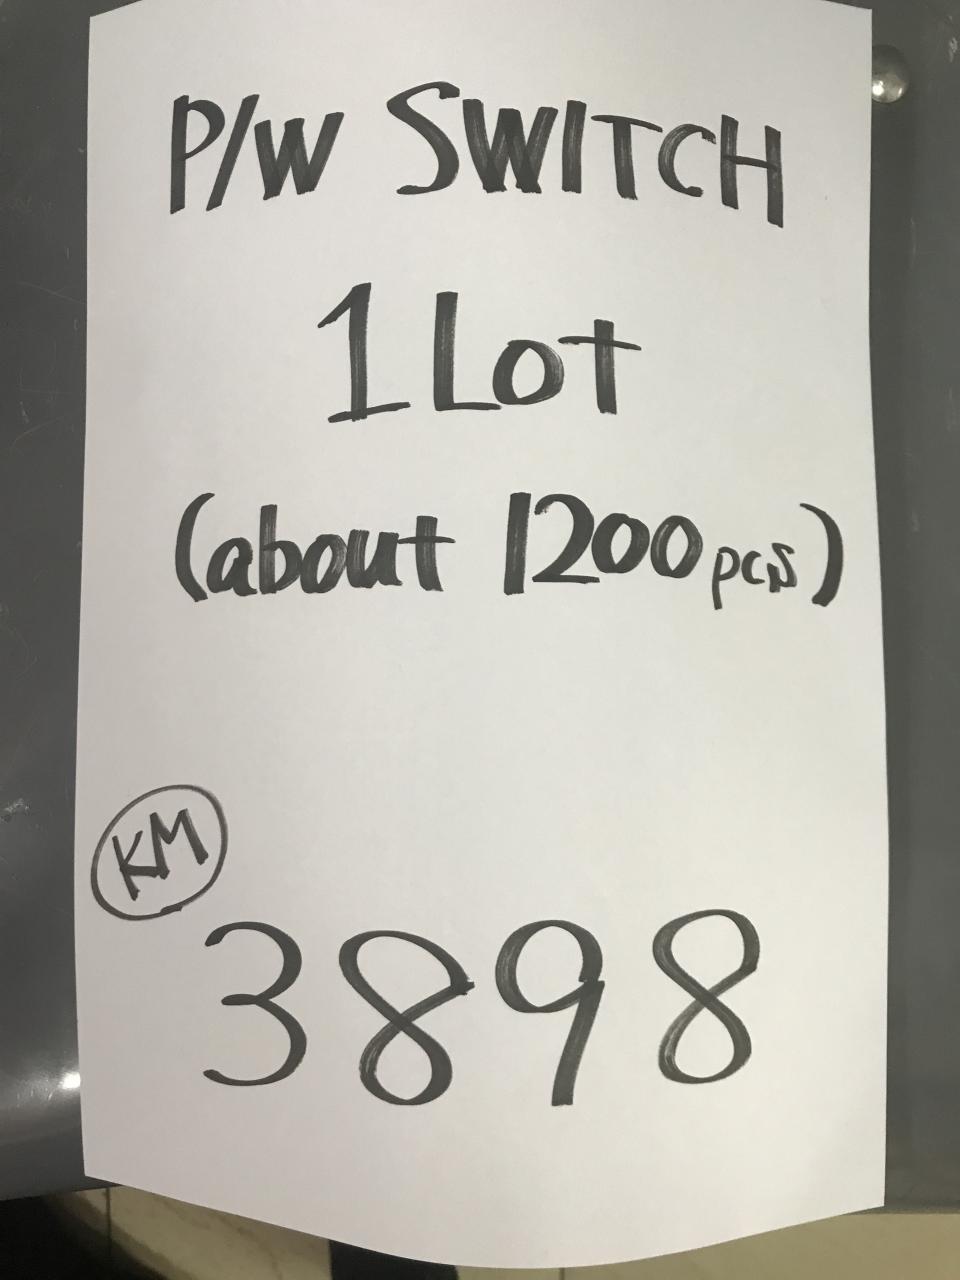 P/W SWITCH
1 Lot
(about 1200 pcs)
KM
3898